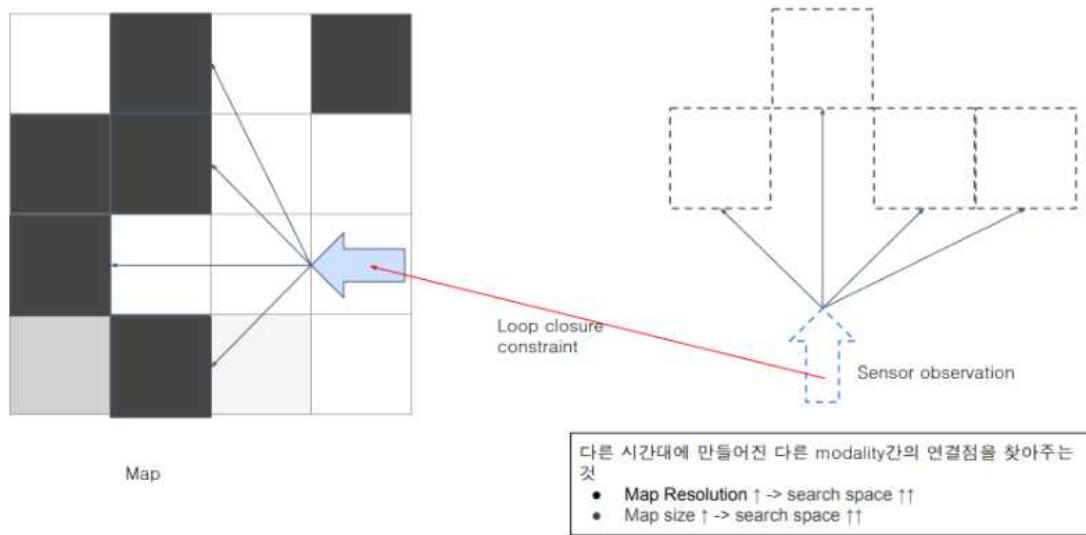 Loop closure
constraint
Sensor observation
Map
다른 시간대에 만들어진 다른 modality간의 연결점을 찾아주는
것
● Map Resolution ↑ -> search space ↑↑
● Map size ↑ -> search space ↑↑